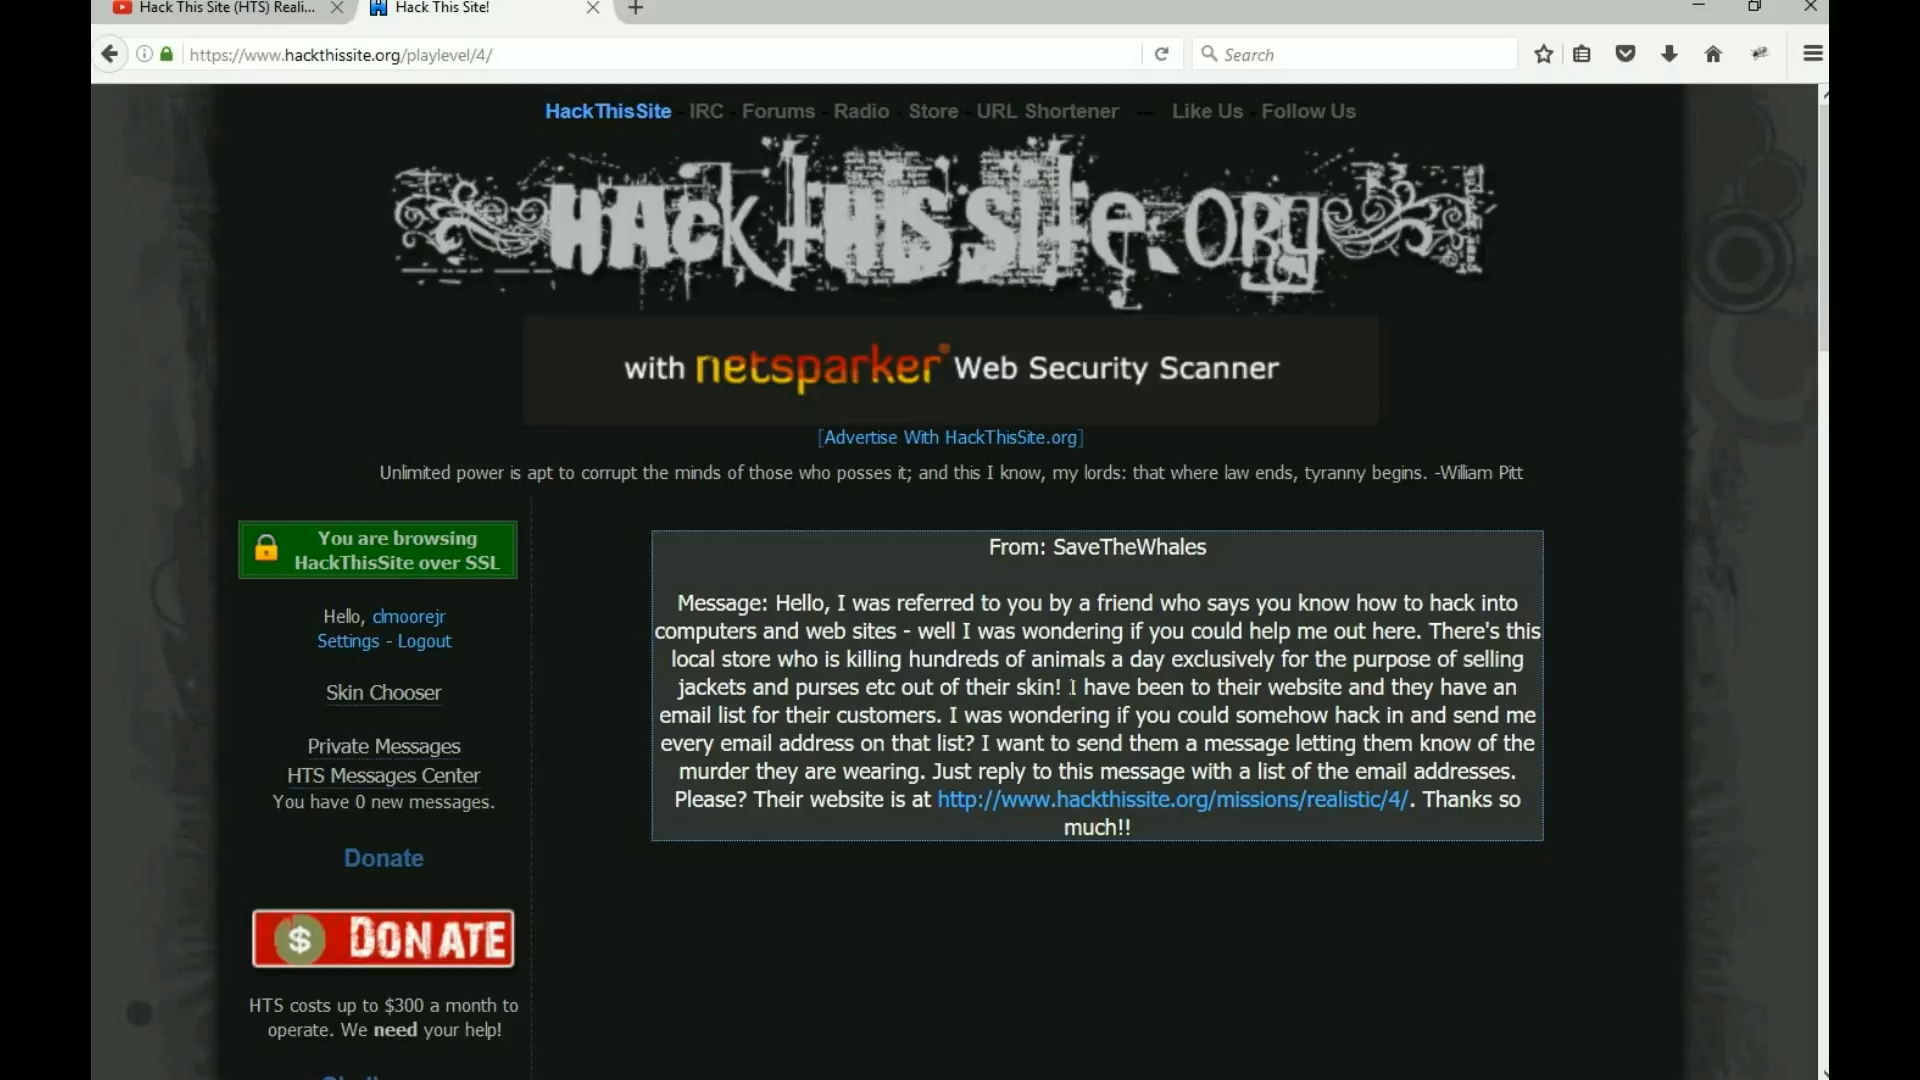 Hack This Site (HTS) Reali...
Hack This Site!
https://www.hackthissite.org/playlevel/4/
Search
HackThisSite - IRC - Forums - Radio - Store - URL Shortener --- Like Us - Follow Us
HackThisSite.org
with netsparker® Web Security Scanner
[Advertise With HackThisSite.org]
Unlimited power is apt to corrupt the minds of those who posses it; and this I know, my lords: that where law ends, tyranny begins. -William Pitt
You are browsing
HackThisSite over SSL
Hello, clmoorejr
Settings - Logout
Skin Chooser
Private Messages
HTS Messages Center
You have 0 new messages.
Donate
$ DONATE
HTS costs up to $300 a month to
operate. We need your help!
From: SaveTheWhales
Message: Hello, I was referred to you by a friend who says you know how to hack into
computers and web sites - well I was wondering if you could help me out here. There's this
local store who is killing hundreds of animals a day exclusively for the purpose of selling
jackets and purses etc out of their skin! I have been to their website and they have an
email list for their customers. I was wondering if you could somehow hack in and send me
every email address on that list? I want to send them a message letting them know of the
murder they are wearing. Just reply to this message with a list of the email addresses.
Please? Their website is at http://www.hackthissite.org/missions/realistic/4/. Thanks so
much!!